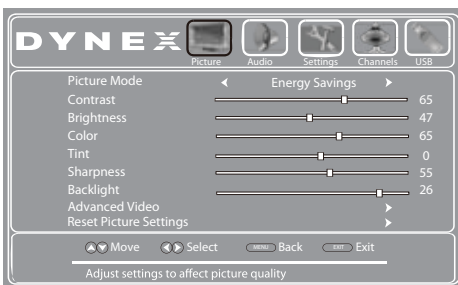 DYNEX
Picture Audio Settings Channels USB
Picture Mode Energy Savings
Contrast 65
Brightness 47
Color 65
Tint 0
Sharpness 55
Backlight 26
Advanced Video
Reset Picture Settings
Move Select MENU Back EXIT Exit
Adjust settings to affect picture quality